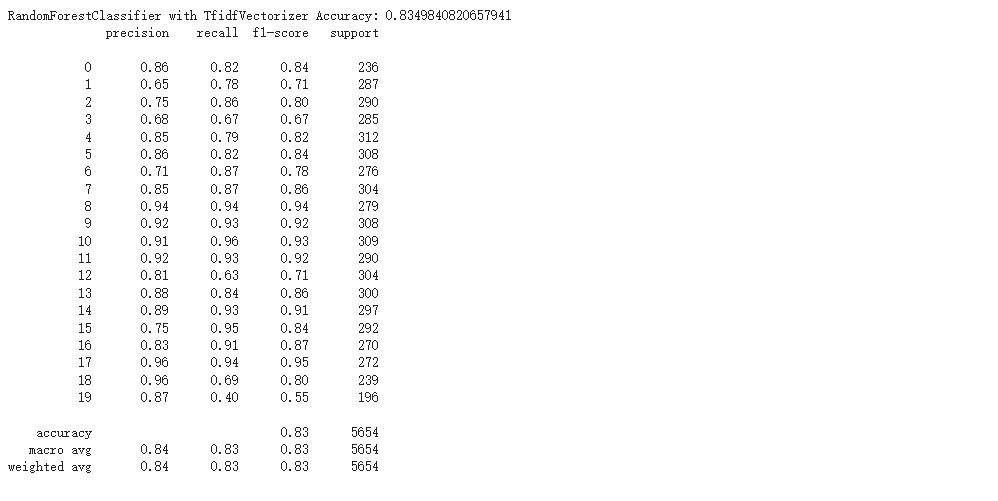 RandomForestClassifier with TfidfVectorizer Accuracy: 0.8349840820657941
precision recall f1-score support
0 0.86 0.82 0.84 236
1 0.65 0.78 0.71 287
2 0.75 0.86 0.80 290
3 0.68 0.67 0.67 285
4 0.85 0.79 0.82 312
5 0.86 0.82 0.84 308
6 0.71 0.87 0.78 276
7 0.85 0.87 0.86 304
8 0.94 0.94 0.94 279
9 0.92 0.93 0.92 308
10 0.91 0.96 0.93 309
11 0.92 0.93 0.92 290
12 0.81 0.63 0.71 304
13 0.88 0.84 0.86 300
14 0.89 0.93 0.91 297
15 0.75 0.95 0.84 292
16 0.83 0.91 0.87 270
17 0.96 0.94 0.95 272
18 0.96 0.69 0.80 239
19 0.87 0.40 0.55 196
accuracy 0.83 5654
macro avg 0.84 0.83 0.83 5654
weighted avg 0.84 0.83 0.83 5654